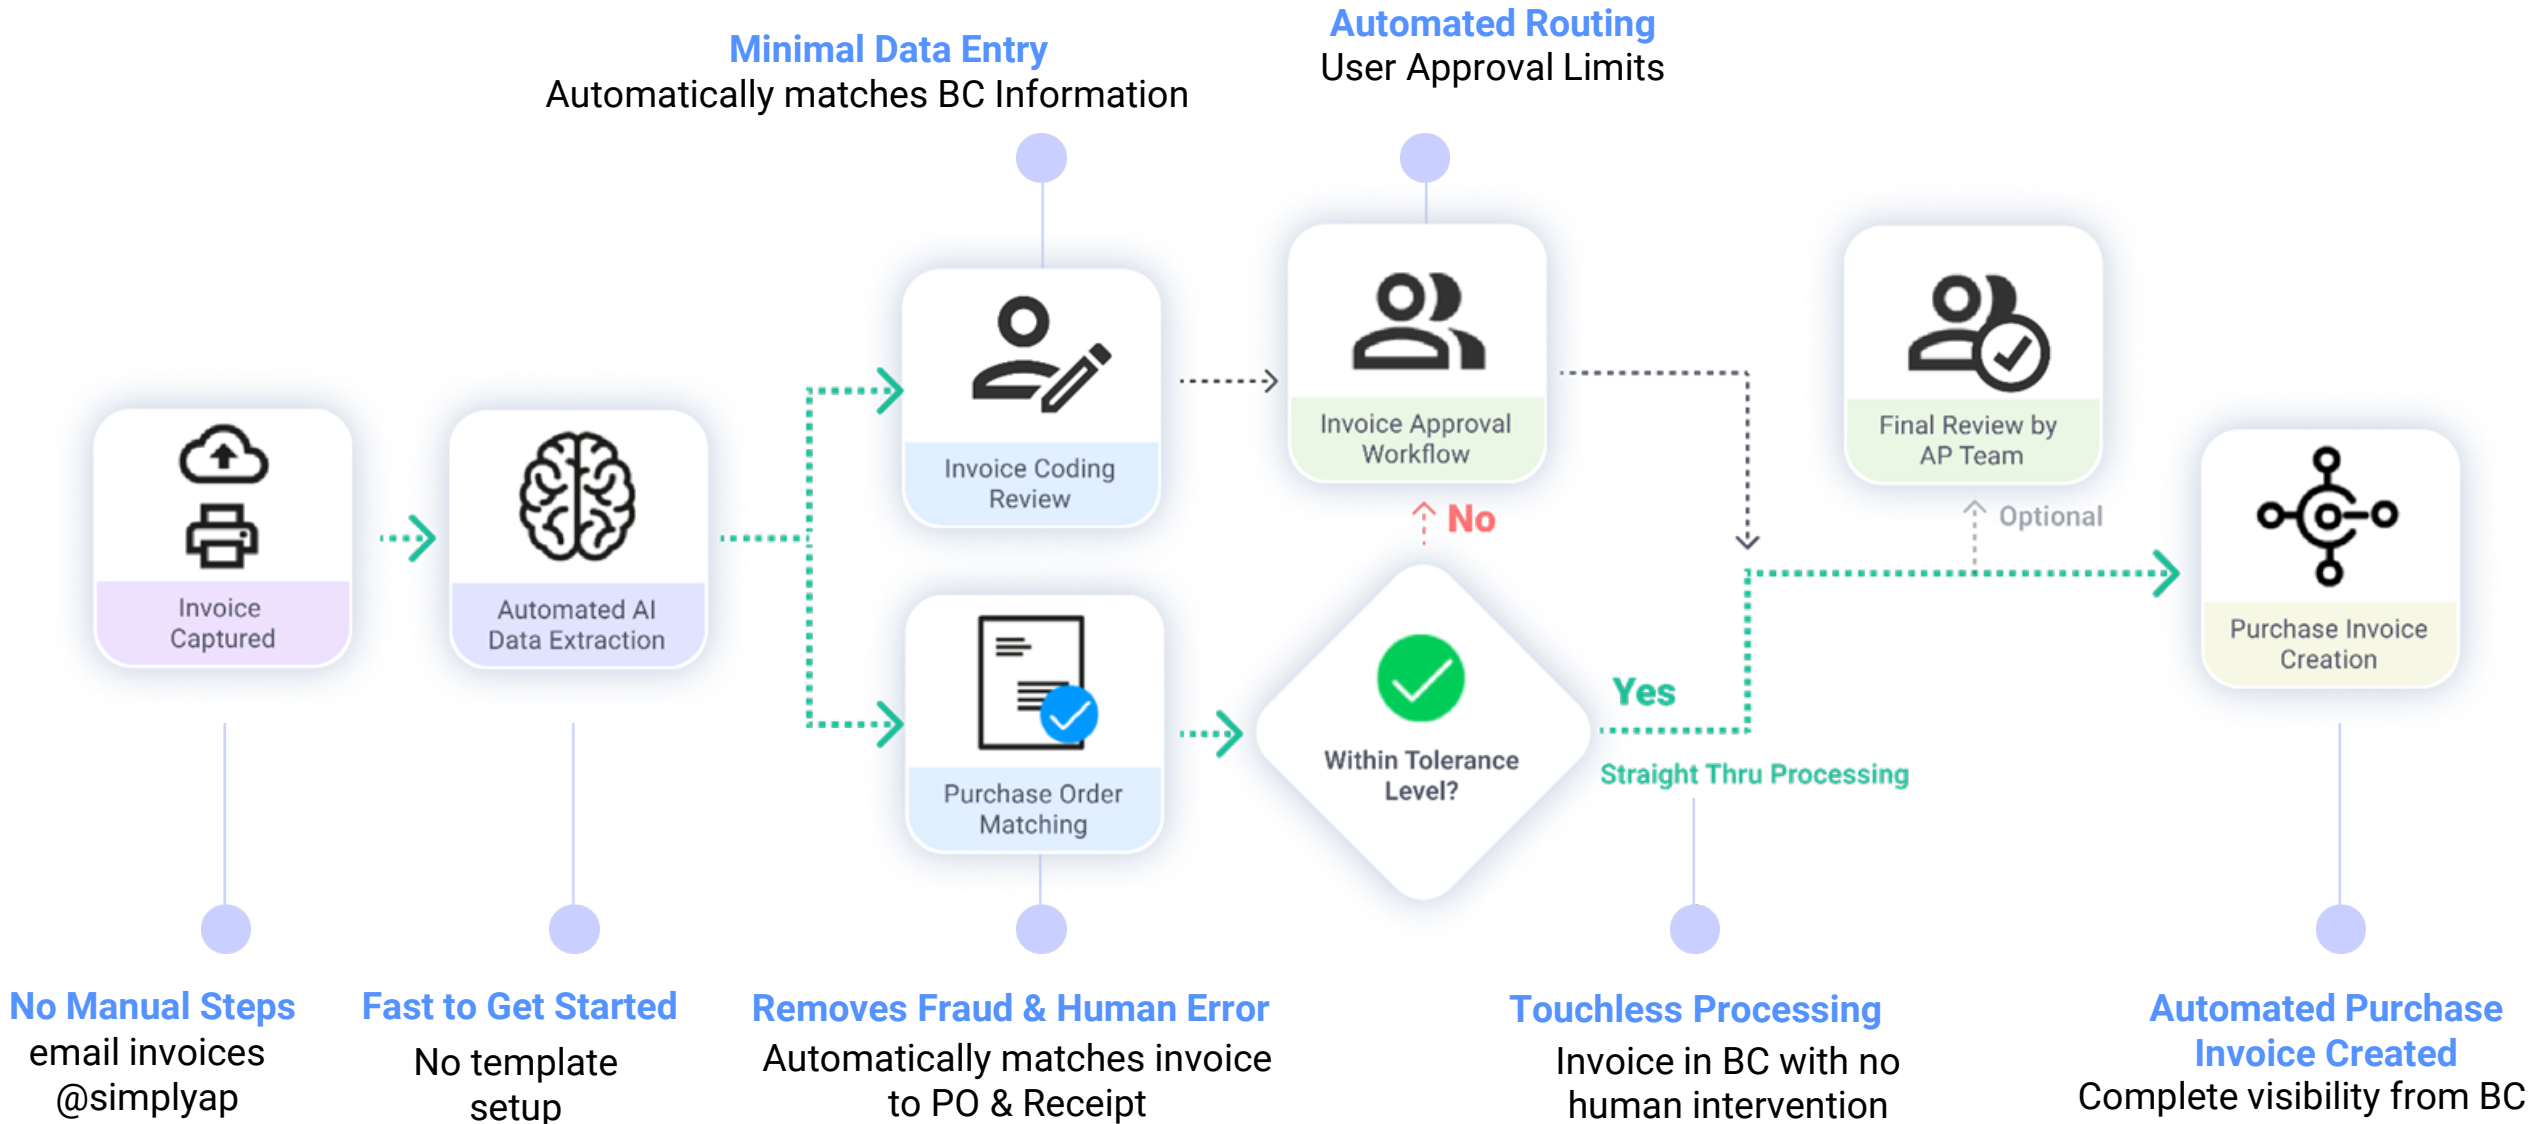 Minimal Data Entry
Automatically matches BC Information
Automated Routing
User Approval Limits
Invoice
Captured
Automated AI
Data Extraction
Invoice Coding
Review
Invoice Approval
Workflow
No
Final Review by
AP Team
Optional
Purchase Order
Matching
Within Tolerance
Level?
Yes
Straight Thru Processing
Purchase Invoice
Creation
No Manual Steps
email invoices
@simplyap
Fast to Get Started
No template
setup
Removes Fraud & Human Error
Automatically matches invoice
to PO & Receipt
Touchless Processing
Invoice in BC with no
human intervention
Automated Purchase
Invoice Created
Complete visibility from BC